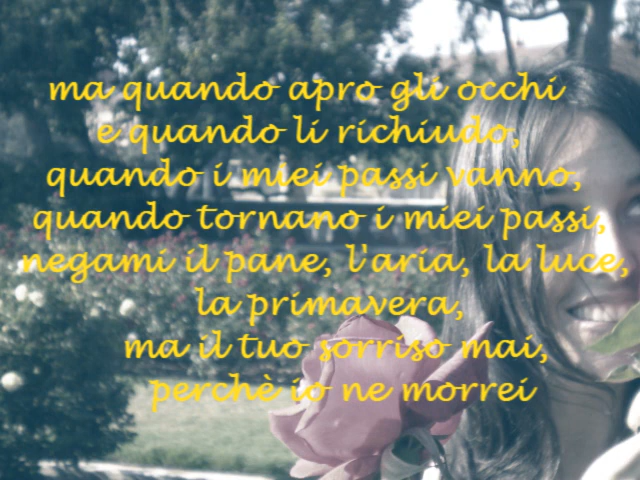 ma quando apro gli occhi
e quando li richiudo,
quando i miei passi vanno,
quando tornano i miei passi,
negami il pane, l'aria, la luce,
la primavera,
ma il tuo sorriso mai,
perchè io ne morrei